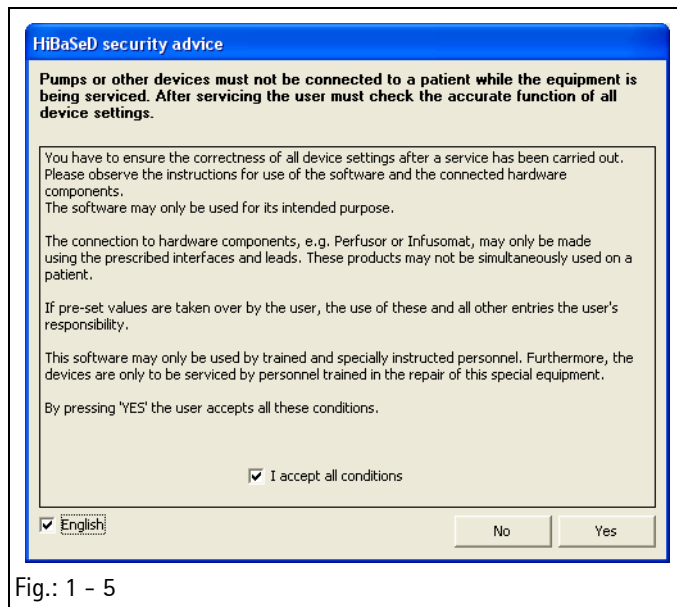 HiBaSeD security advice
Pumps or other devices must not be connected to a patient while the equipment is
being serviced. After servicing the user must check the accurate function of all
device settings.
You have to ensure the correctness of all device settings after a service has been carried out.
Please observe the instructions for use of the software and the connected hardware
components.
The software may only be used for its intended purpose.
The connection to hardware components, e.g. Perfusor or Infusomat, may only be made
using the prescribed interfaces and leads. These products may not be simultaneously used on a
patient.
If pre-set values are taken over by the user, the use of these and all other entries the user's
responsibility.
This software may only be used by trained and specially instructed personnel. Furthermore, the
devices are only to be serviced by personnel trained in the repair of this special equipment.
By pressing 'YES' the user accepts all these conditions.
I accept all conditions
English
No
Yes
Fig.: 1 - 5